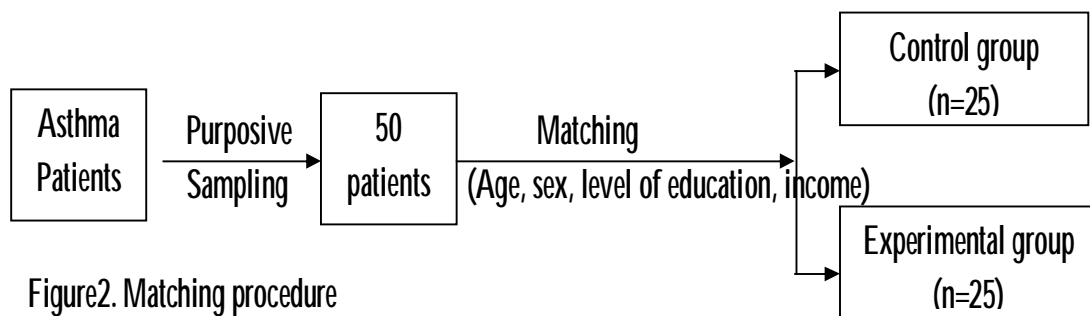 Asthma
Patients
Purposive
Sampling
50
patients
Matching
(Age, sex, level of education, income)
Control group
(n=25)
Experimental group
(n=25)
Figure2. Matching procedure